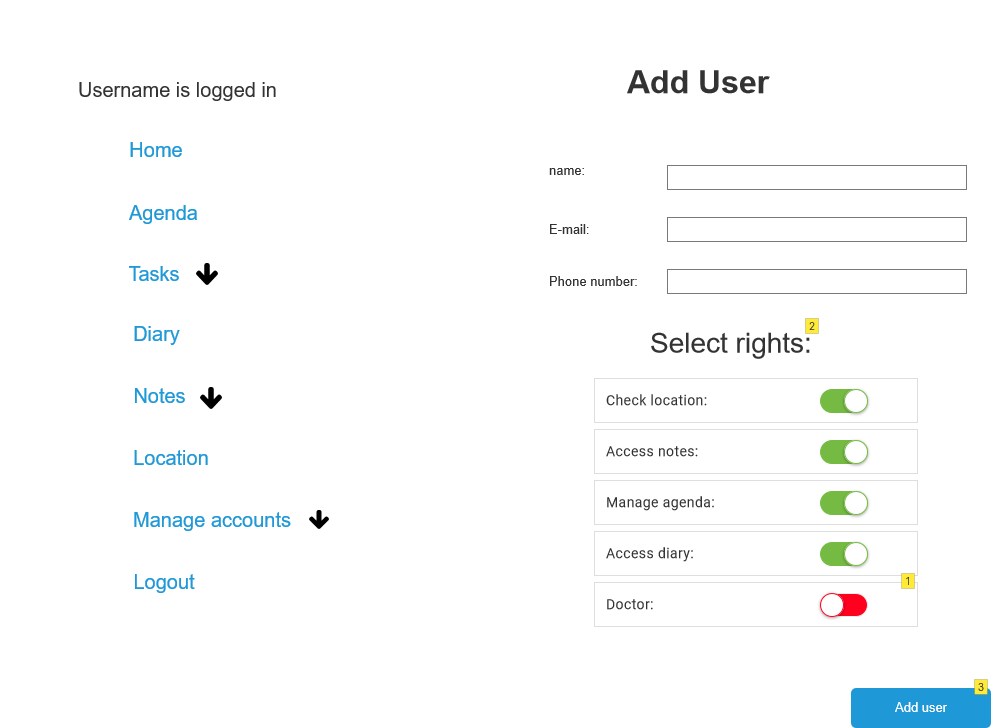 Username is logged in
Home
Agenda
Tasks
Diary
Notes
Location
Manage accounts
Logout
Add User
name:
E-mail:
Phone number:
2
Select rights:
Check location:
Access notes:
Manage agenda:
Access diary:
1
Doctor:
3
Add user